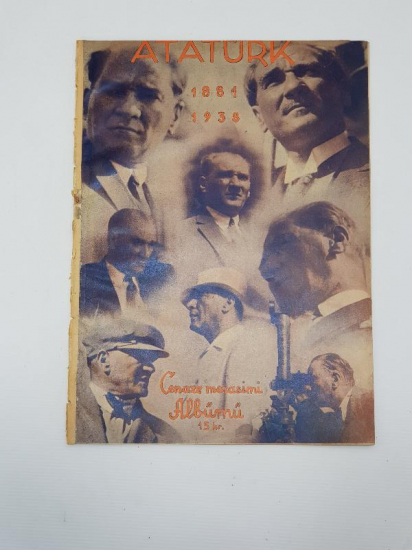 ATATÜRK
1881
1938
Cenaze merasimi
Albümü
15 kr.